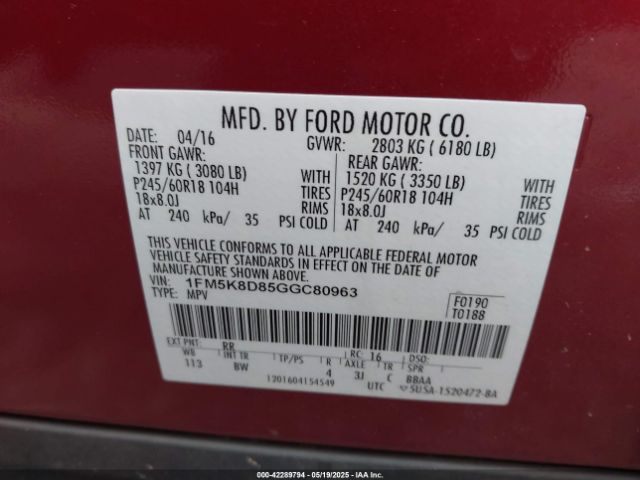 MFD. BY FORD MOTOR CO.
DATE: 04/16 GVWR: 2803 KG ( 6180 LB)
FRONT GAWR: REAR GAWR:
1397 KG ( 3080 LB) WITH 1520 KG ( 3350 LB) WITH
P245/60R18 104H TIRES P245/60R18 104H TIRES
18x8.0J RIMS 18x8.0J RIMS
AT 240 kPa/ 35 PSI COLD AT 240 kPa/ 35 PSI COLD
THIS VEHICLE CONFORMS TO ALL APPLICABLE FEDERAL MOTOR
VEHICLE SAFETY STANDARDS IN EFFECT ON THE DATE OF
MANUFACTURE SHOWN ABOVE.
VIN: 1FM5K8D85GGC80963
TYPE: MPV
F0190
T0188
EXT PNT: RR RC: 16 DSO:
WB INT TR TP/PS R AXLE TR SPR
113 BW 4 3J C BBAA
1201604154549 UTC 5USA-1520472-BA
000-42289794 - 05/19/2025 - IAAI.COM